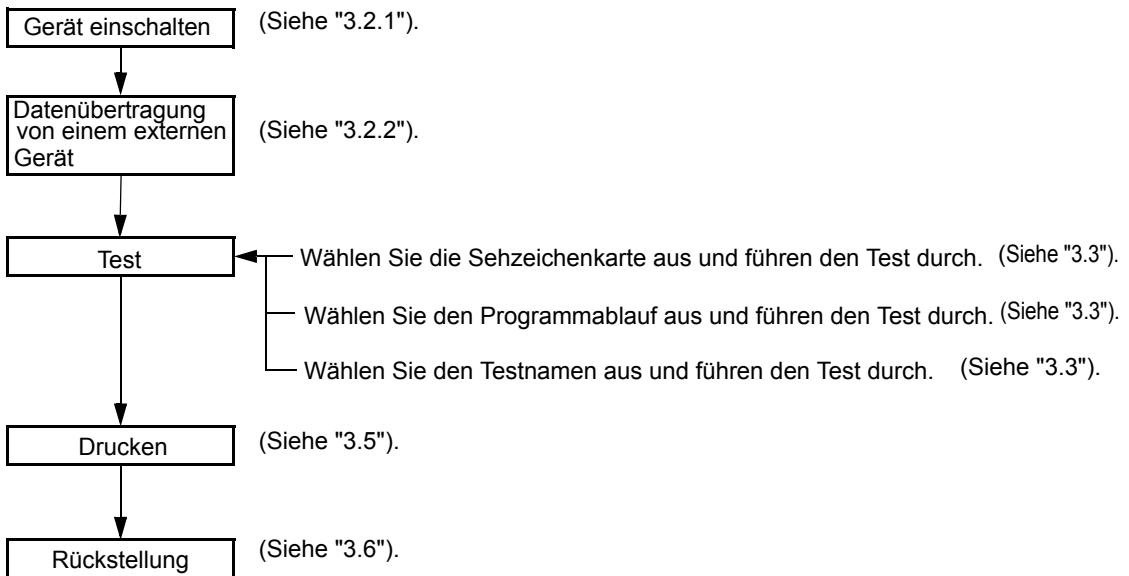 Gerät einschalten (Siehe "3.2.1").
Datenübertragung
von einem externen
Gerät
(Siehe "3.2.2").
Test
Wählen Sie die Sehzeichenkarte aus und führen den Test durch. (Siehe "3.3").
Wählen Sie den Programmablauf aus und führen den Test durch. (Siehe "3.3").
Wählen Sie den Testnamen aus und führen den Test durch. (Siehe "3.3").
Drucken (Siehe "3.5").
Rückstellung (Siehe "3.6").